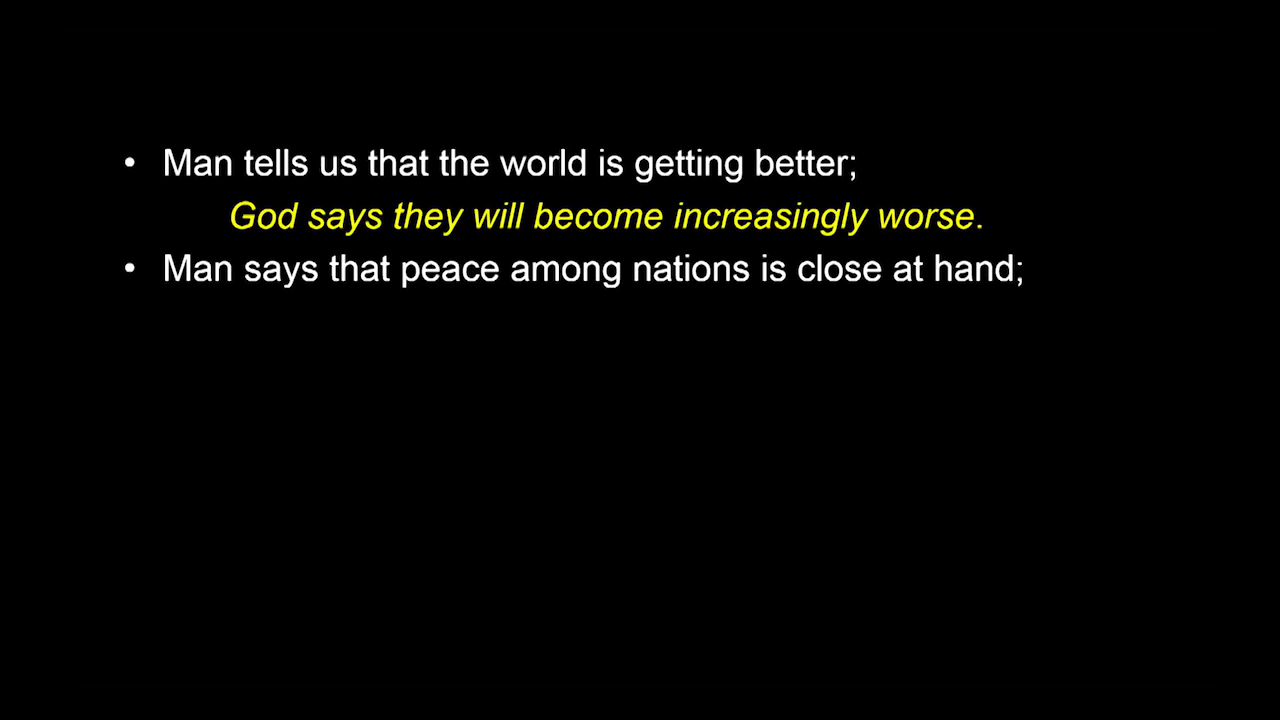 • Man tells us that the world is getting better;
God says they will become increasingly worse.
• Man says that peace among nations is close at hand;